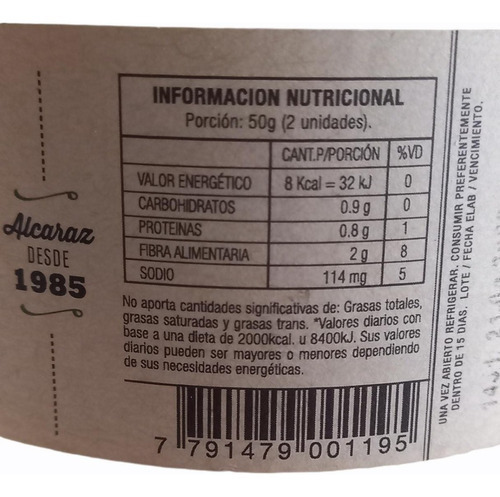 Alcaraz
DESDE
1985
INFORMACION NUTRICIONAL
Porción: 50g (2 unidades).
CANT.P/PORCIÓN %VD
VALOR ENERGÉTICO 8 Kcal = 32 kJ 0
CARBOHIDRATOS 0.9 g 0
PROTEINAS 0.8 g 1
FIBRA ALIMENTARIA 2 g 8
SODIO 114 mg 5
No aporta cantidades significativas de: Grasas totales,
grasas saturadas y grasas trans. *Valores diarios con
base a una dieta de 2000kcal. u 8400kJ. Sus valores
diarios pueden ser mayores o menores dependiendo
de sus necesidades energéticas.
7 791479 001195
UNA VEZ ABIERTO REFRIGERAR. CONSUMIR PREFERENTEMENTE
DENTRO DE 15 DIAS. LOTE / FECHA ELAB / VENCIMIENTO.